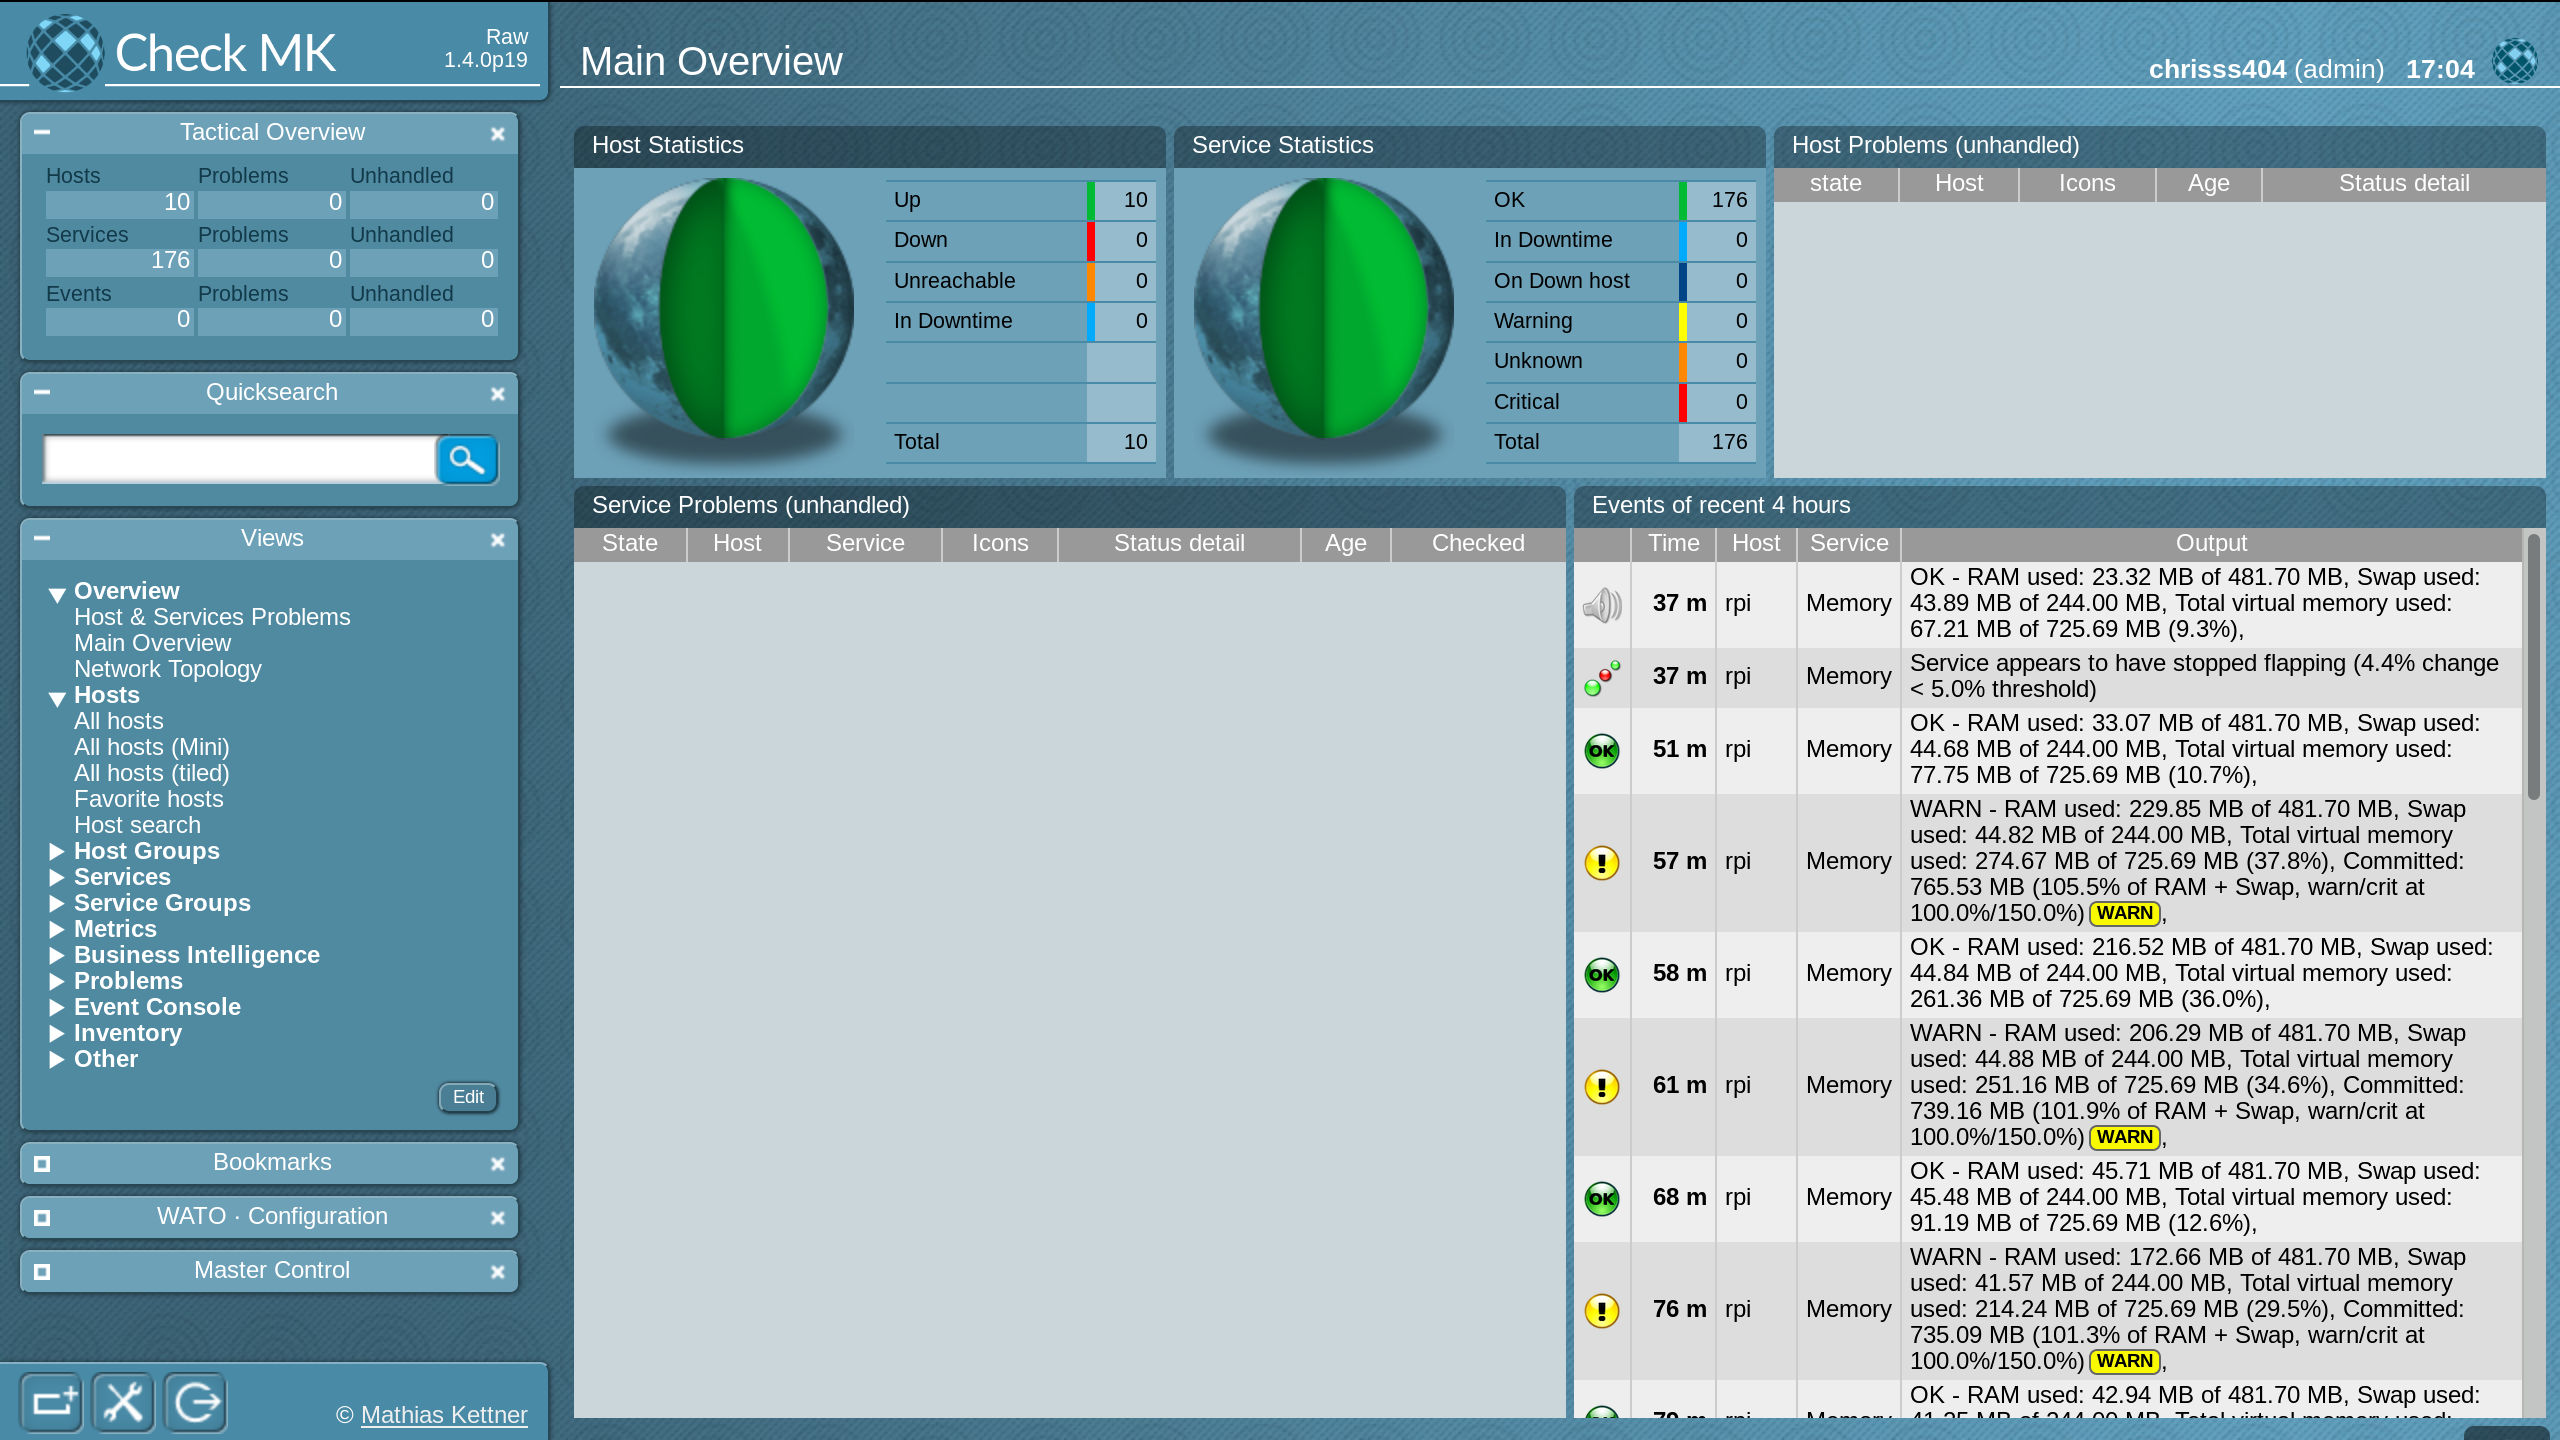 Check MK
Raw
1.4.0p19
Main Overview
chrisss404 (admin) 17:04
Tactical Overview
Hosts Problems Unhandled
10 0 0
Services Problems Unhandled
176 0 0
Events Problems Unhandled
0 0 0
Quicksearch
Views
Overview
Host & Services Problems
Main Overview
Network Topology
Hosts
All hosts
All hosts (Mini)
All hosts (tiled)
Favorite hosts
Host search
Host Groups
Services
Service Groups
Metrics
Business Intelligence
Problems
Event Console
Inventory
Other
Edit
Bookmarks
WATO · Configuration
Master Control
© Mathias Kettner
Host Statistics
Up 10
Down 0
Unreachable 0
In Downtime 0
Total 10
Service Statistics
OK 176
In Downtime 0
On Down host 0
Warning 0
Unknown 0
Critical 0
Total 176
Host Problems (unhandled)
state Host Icons Age Status detail
Service Problems (unhandled)
State Host Service Icons Status detail Age Checked
Events of recent 4 hours
Time Host Service Output
37 m rpi Memory OK - RAM used: 23.32 MB of 481.70 MB, Swap used:
43.89 MB of 244.00 MB, Total virtual memory used:
67.21 MB of 725.69 MB (9.3%),
37 m rpi Memory Service appears to have stopped flapping (4.4% change
< 5.0% threshold)
OK 51 m rpi Memory OK - RAM used: 33.07 MB of 481.70 MB, Swap used:
44.68 MB of 244.00 MB, Total virtual memory used:
77.75 MB of 725.69 MB (10.7%),
! 57 m rpi Memory WARN - RAM used: 229.85 MB of 481.70 MB, Swap
used: 44.82 MB of 244.00 MB, Total virtual memory
used: 274.67 MB of 725.69 MB (37.8%), Committed:
765.53 MB (105.5% of RAM + Swap, warn/crit at
100.0%/150.0%) WARN,
OK 58 m rpi Memory OK - RAM used: 216.52 MB of 481.70 MB, Swap used:
44.84 MB of 244.00 MB, Total virtual memory used:
261.36 MB of 725.69 MB (36.0%),
! 61 m rpi Memory WARN - RAM used: 206.29 MB of 481.70 MB, Swap
used: 44.88 MB of 244.00 MB, Total virtual memory
used: 251.16 MB of 725.69 MB (34.6%), Committed:
739.16 MB (101.9% of RAM + Swap, warn/crit at
100.0%/150.0%) WARN,
OK 68 m rpi Memory OK - RAM used: 45.71 MB of 481.70 MB, Swap used:
45.48 MB of 244.00 MB, Total virtual memory used:
91.19 MB of 725.69 MB (12.6%),
! 76 m rpi Memory WARN - RAM used: 172.66 MB of 481.70 MB, Swap
used: 41.57 MB of 244.00 MB, Total virtual memory
used: 214.24 MB of 725.69 MB (29.5%), Committed:
735.09 MB (101.3% of RAM + Swap, warn/crit at
100.0%/150.0%) WARN,
OK - RAM used: 42.94 MB of 481.70 MB, Swap used: